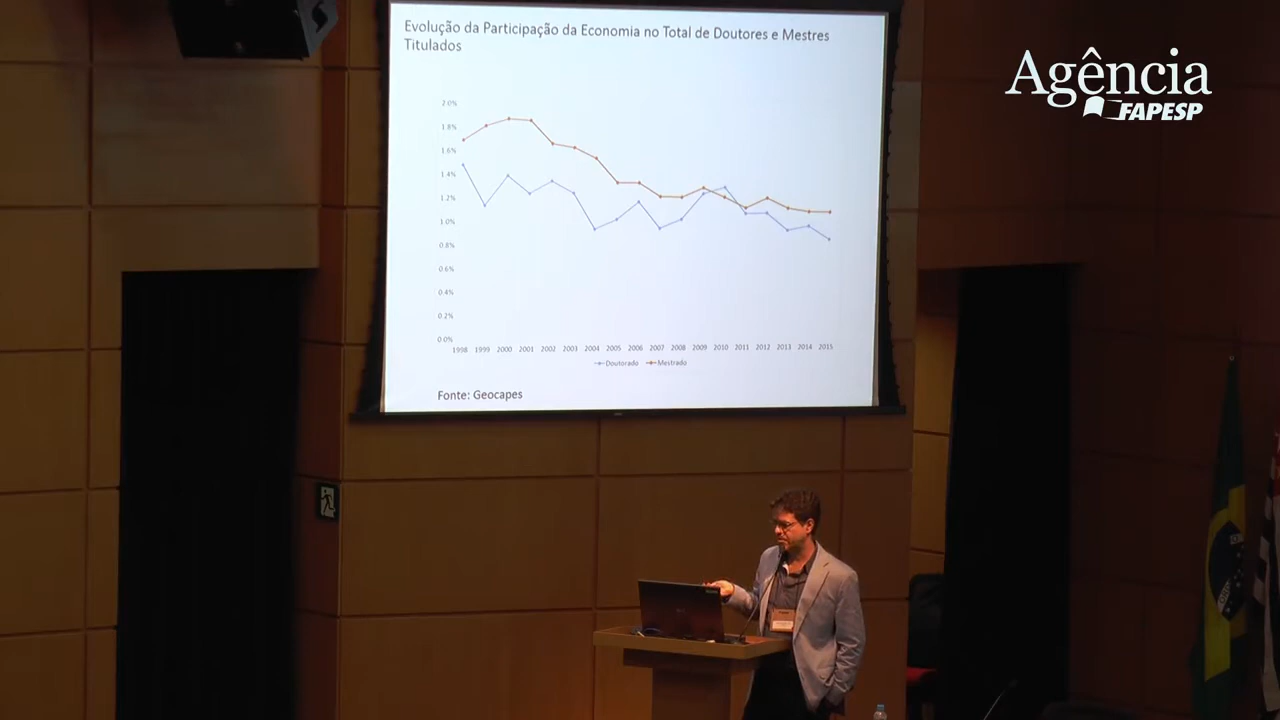 Evolução da Participação da Economia no Total de Doutores e Mestres
Titulados
Agência
FAPESP
2.0%
1.8%
1.6%
1.4%
1.2%
1.0%
0.8%
0.6%
0.4%
0.2%
0.0%
1998 1999 2000 2001 2002 2003 2004 2005 2006 2007 2008 2009 2010 2011 2012 2013 2014 2015
Doutorado Mestrado
Fonte: Geocapes